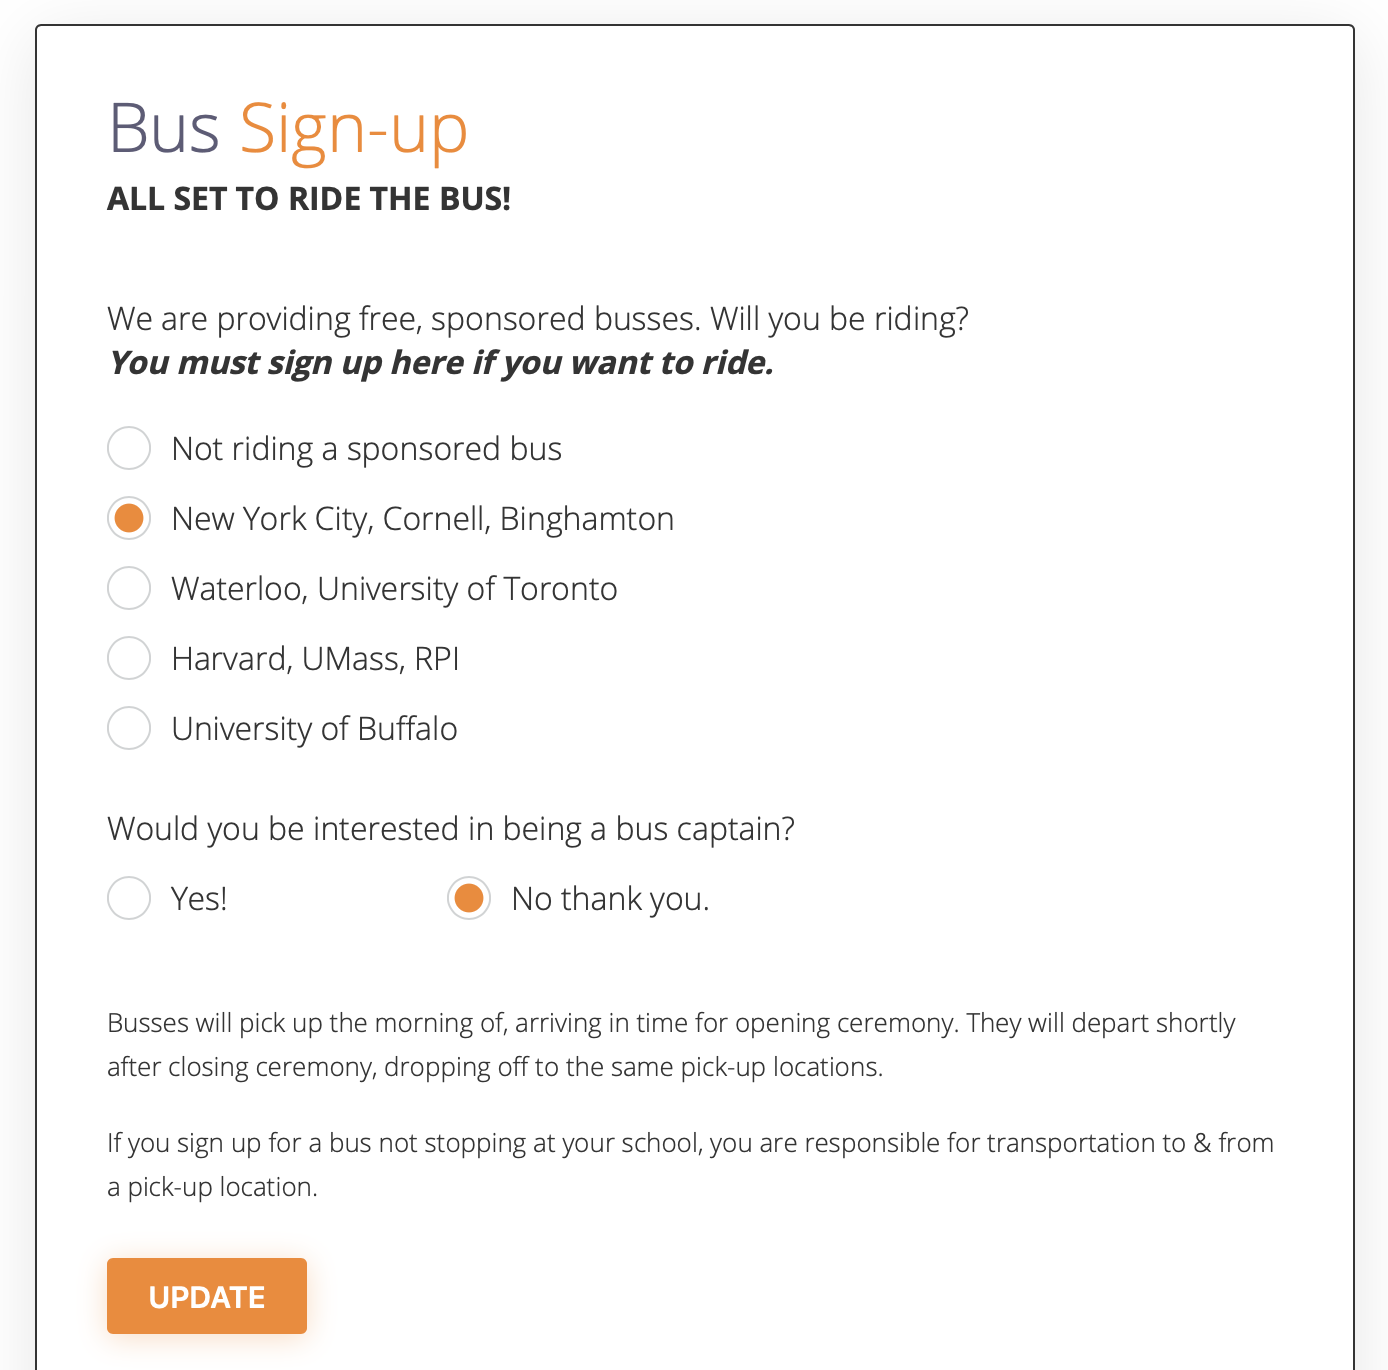 Bus Sign-up
ALL SET TO RIDE THE BUS!
We are providing free, sponsored busses. Will you be riding?
You must sign up here if you want to ride.
Not riding a sponsored bus
New York City, Cornell, Binghamton
Waterloo, University of Toronto
Harvard, UMass, RPI
University of Buffalo
Would you be interested in being a bus captain?
Yes! No thank you.
Busses will pick up the morning of, arriving in time for opening ceremony. They will depart shortly
after closing ceremony, dropping off to the same pick-up locations.
If you sign up for a bus not stopping at your school, you are responsible for transportation to & from
a pick-up location.
UPDATE